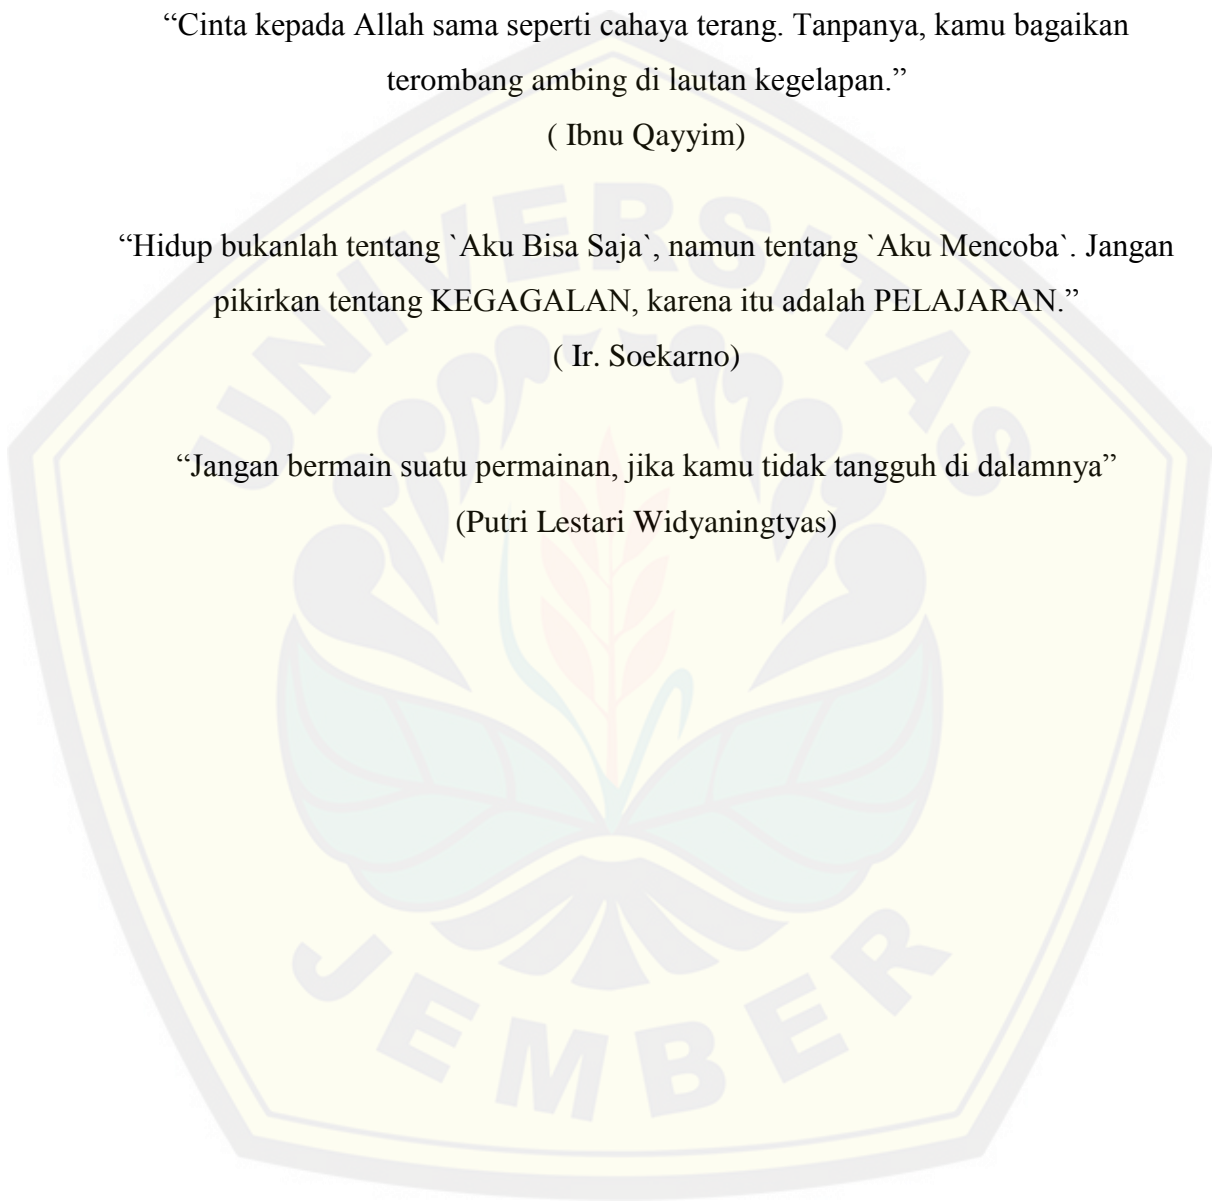 “Cinta kepada Allah sama seperti cahaya terang. Tanpanya, kamu bagaikan
terombang ambing di lautan kegelapan.”
( Ibnu Qayyim)
“Hidup bukanlah tentang `Aku Bisa Saja`, namun tentang `Aku Mencoba`. Jangan
pikirkan tentang KEGAGALAN, karena itu adalah PELAJARAN.”
( Ir. Soekarno)
“Jangan bermain suatu permainan, jika kamu tidak tangguh di dalamnya”
(Putri Lestari Widyaningtyas)
UNIVERSITAS
JEMBER